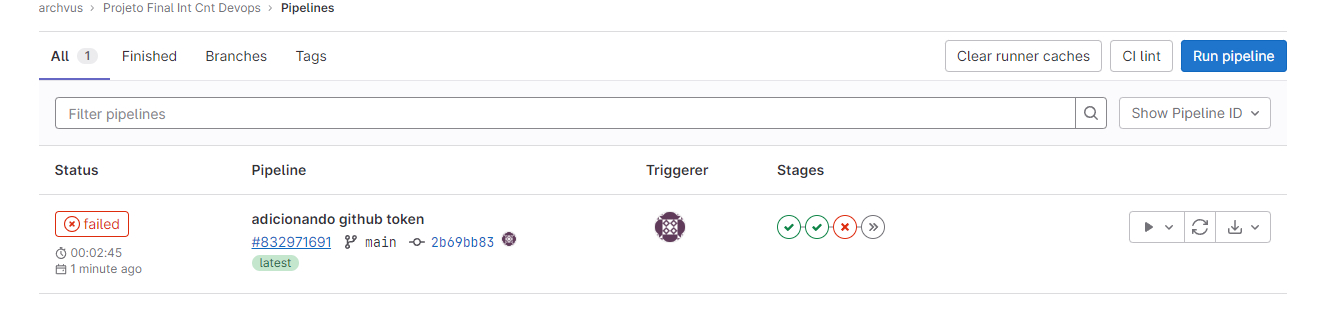 archvus > Projeto Final Int Cnt Devops > Pipelines
All 1 Finished Branches Tags Clear runner caches CI lint Run pipeline
Filter pipelines Show Pipeline ID
Status Pipeline Triggerer Stages
failed adicionando github token
#832971691 main 2b69bb83
00:02:45
latest
1 minute ago